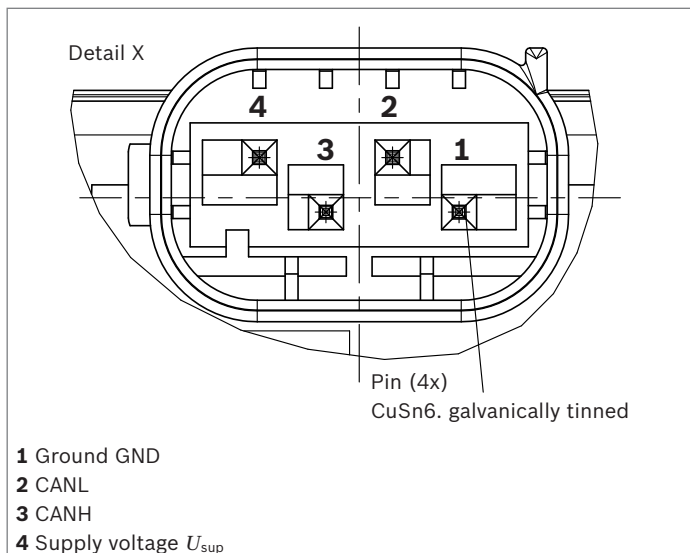 Detail X
4
2
3
1
Pin (4x)
CuSn6. galvanically tinned
1 Ground GND
2 CANL
3 CANH
4 Supply voltage Usup